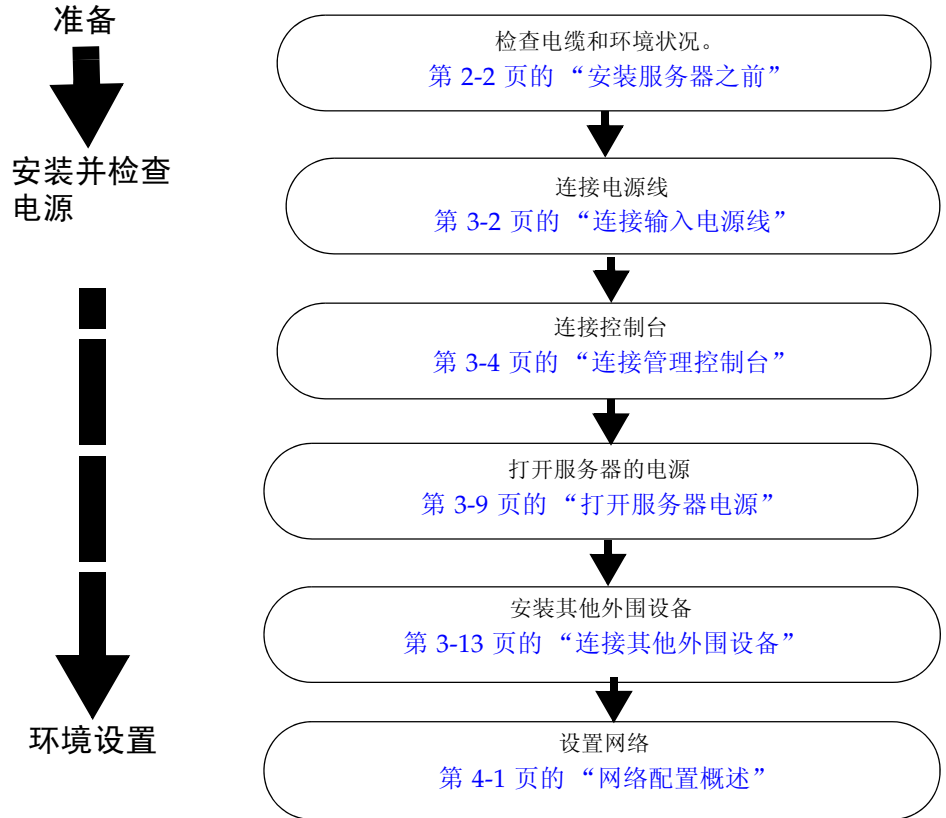 准备
检查电缆和环境状况。
第 2-2 页的 “安装服务器之前”
安装并检查
电源
连接电源线
第 3-2 页的 “连接输入电源线”
连接控制台
第 3-4 页的 “连接管理控制台”
打开服务器的电源
第 3-9 页的 “打开服务器电源”
安装其他外围设备
第 3-13 页的 “连接其他外围设备”
环境设置
设置网络
第 4-1 页的 “网络配置概述”